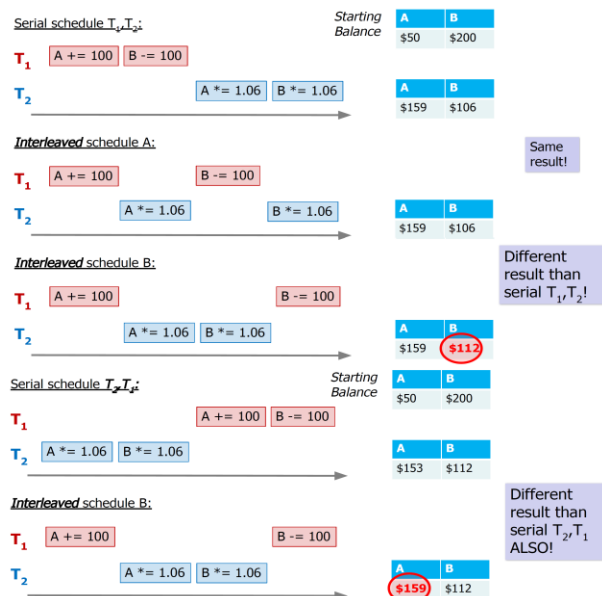 Serial schedule T1,T2:
Starting Balance
A B
$50 $200
T1 A += 100 B -= 100
T2 A *= 1.06 B *= 1.06
A B
$159 $106
Interleaved schedule A:
Same result!
T1 A += 100 B -= 100
T2 A *= 1.06 B *= 1.06
A B
$159 $106
Interleaved schedule B:
Different result than serial T1,T2!
T1 A += 100 B -= 100
T2 A *= 1.06 B *= 1.06
A B
$159 $112
Serial schedule T2,T1:
Starting Balance
A B
$50 $200
T1 A += 100 B -= 100
T2 A *= 1.06 B *= 1.06
A B
$153 $112
Interleaved schedule B:
Different result than serial T2,T1 ALSO!
T1 A += 100 B -= 100
T2 A *= 1.06 B *= 1.06
A B
$159 $112